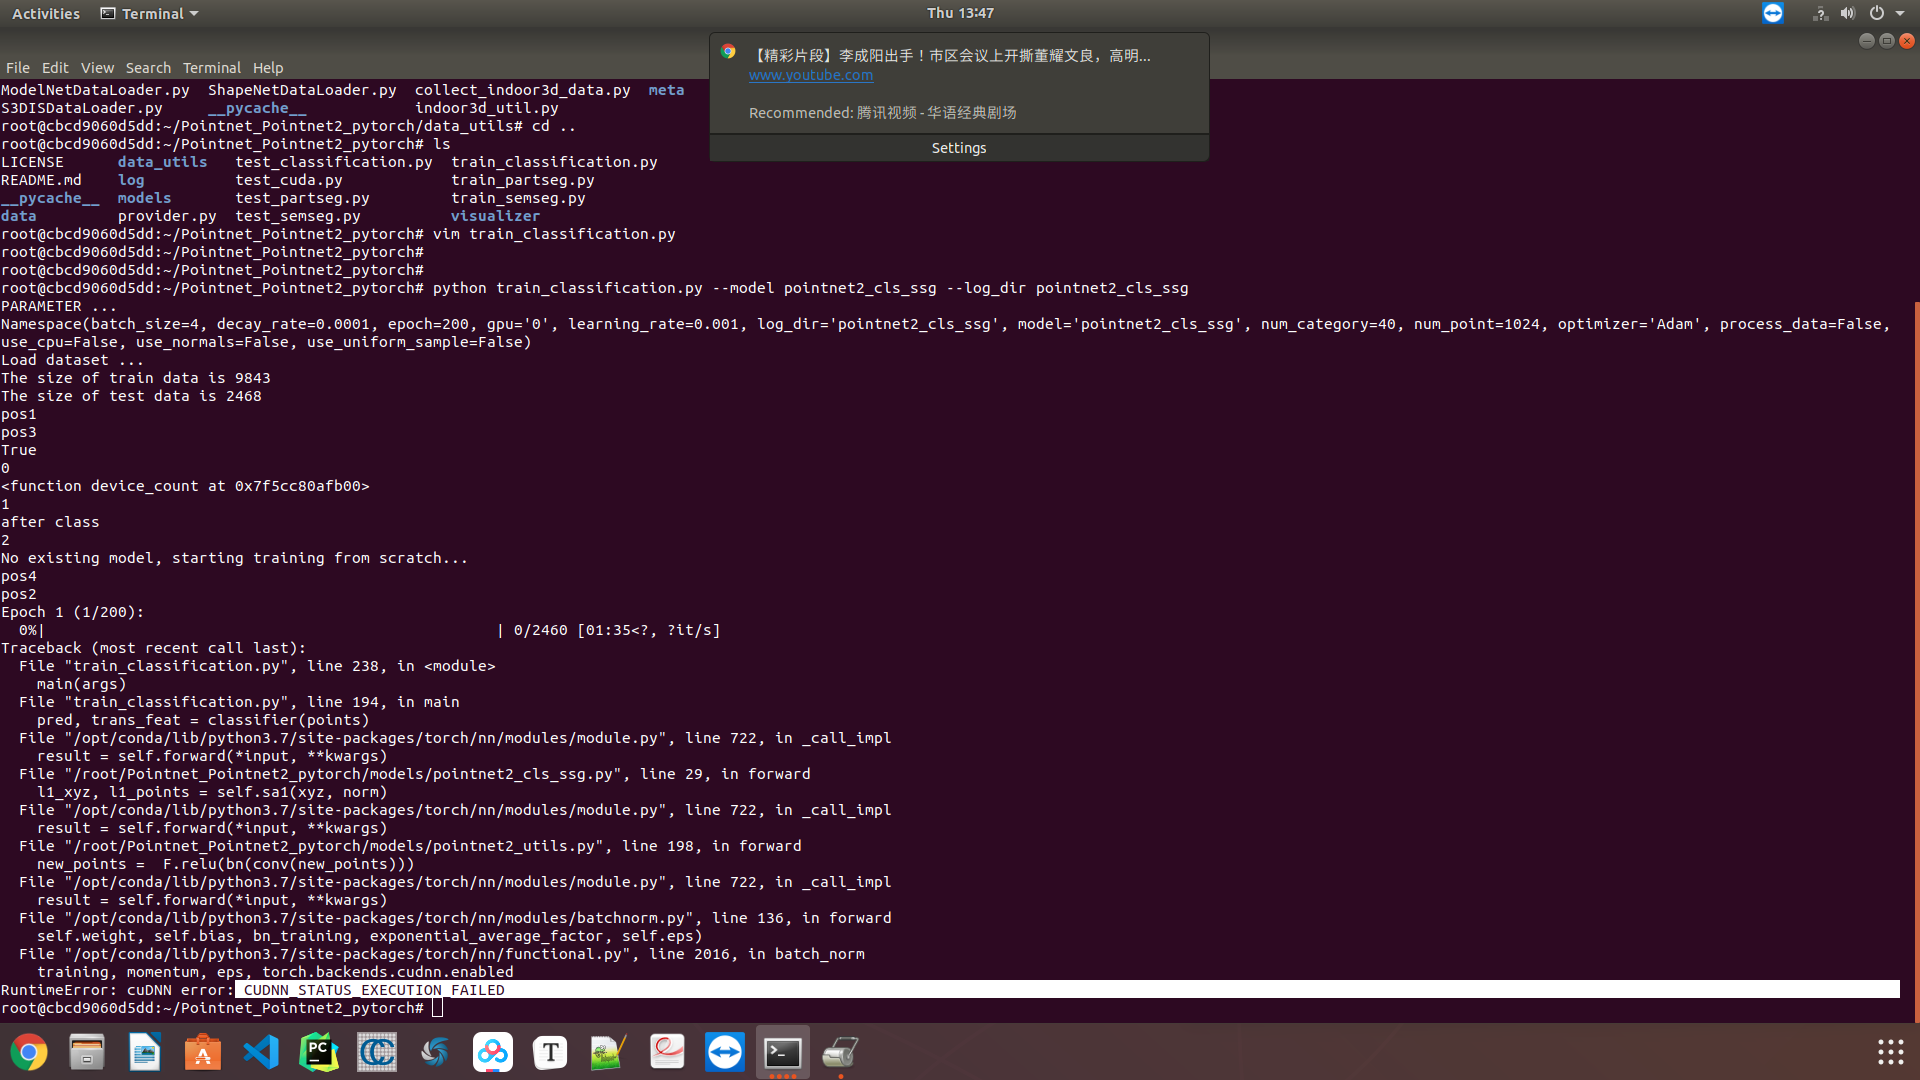 Activities Terminal Thu 13:47
File Edit View Search Terminal Help
【精彩片段】李成阳出手！市区会议上开撕董耀文良，高明...
www.youtube.com
Recommended: 腾讯视频 - 华语经典剧场
Settings
ModelNetDataLoader.py ShapeNetDataLoader.py collect_indoor3d_data.py meta
S3DISDataLoader.py __pycache__ indoor3d_util.py
root@cbcd9060d5dd:~/Pointnet_Pointnet2_pytorch/data_utils# cd ..
root@cbcd9060d5dd:~/Pointnet_Pointnet2_pytorch# ls
LICENSE data_utils test_classification.py train_classification.py
README.md log test_cuda.py train_partseg.py
__pycache__ models test_partseg.py train_semseg.py
data provider.py test_semseg.py visualizer
root@cbcd9060d5dd:~/Pointnet_Pointnet2_pytorch# vim train_classification.py
root@cbcd9060d5dd:~/Pointnet_Pointnet2_pytorch#
root@cbcd9060d5dd:~/Pointnet_Pointnet2_pytorch#
root@cbcd9060d5dd:~/Pointnet_Pointnet2_pytorch# python train_classification.py --model pointnet2_cls_ssg --log_dir pointnet2_cls_ssg
PARAMETER ...
Namespace(batch_size=4, decay_rate=0.0001, epoch=200, gpu='0', learning_rate=0.001, log_dir='pointnet2_cls_ssg', model='pointnet2_cls_ssg', num_category=40, num_point=1024, optimizer='Adam', process_data=False,
use_cpu=False, use_normals=False, use_uniform_sample=False)
Load dataset ...
The size of train data is 9843
The size of test data is 2468
pos1
pos3
True
0
<function device_count at 0x7f5cc80afb00>
1
after class
2
No existing model, starting training from scratch...
pos4
pos2
Epoch 1 (1/200):
0%| | 0/2460 [01:35<?, ?it/s]
Traceback (most recent call last):
File "train_classification.py", line 238, in <module>
main(args)
File "train_classification.py", line 194, in main
pred, trans_feat = classifier(points)
File "/opt/conda/lib/python3.7/site-packages/torch/nn/modules/module.py", line 722, in _call_impl
result = self.forward(*input, **kwargs)
File "/root/Pointnet_Pointnet2_pytorch/models/pointnet2_cls_ssg.py", line 29, in forward
l1_xyz, l1_points = self.sa1(xyz, norm)
File "/opt/conda/lib/python3.7/site-packages/torch/nn/modules/module.py", line 722, in _call_impl
result = self.forward(*input, **kwargs)
File "/root/Pointnet_Pointnet2_pytorch/models/pointnet2_utils.py", line 198, in forward
new_points = F.relu(bn(conv(new_points)))
File "/opt/conda/lib/python3.7/site-packages/torch/nn/modules/module.py", line 722, in _call_impl
result = self.forward(*input, **kwargs)
File "/opt/conda/lib/python3.7/site-packages/torch/nn/modules/batchnorm.py", line 136, in forward
self.weight, self.bias, bn_training, exponential_average_factor, self.eps)
File "/opt/conda/lib/python3.7/site-packages/torch/nn/functional.py", line 2016, in batch_norm
training, momentum, eps, torch.backends.cudnn.enabled
RuntimeError: cuDNN error: CUDNN_STATUS_EXECUTION_FAILED
root@cbcd9060d5dd:~/Pointnet_Pointnet2_pytorch#